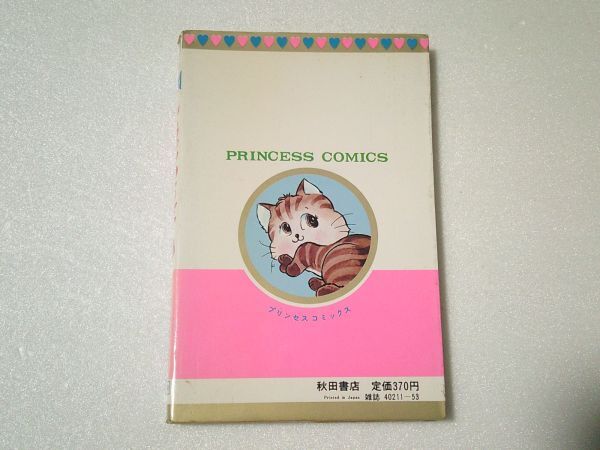 PRINCESS COMICS
プリンセスコミックス
秋田書店 定価370円
Printed in Japan 雑誌 40211-53